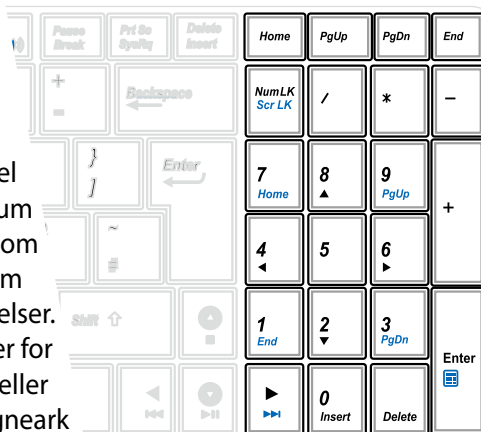 Pause Break
Prt Sc SysRq
Delete Insert
Home
PgUp
PgDn
End
+ =
Backspace
NumLK Scr LK
/
*
-
} ]
Enter
7 Home
8
9 PgUp
+
~
4
5
6
Shift
1 End
2
3 PgDn
Enter
0 Insert
Delete
el
um
om
m
elser.
er for
eller
gneark